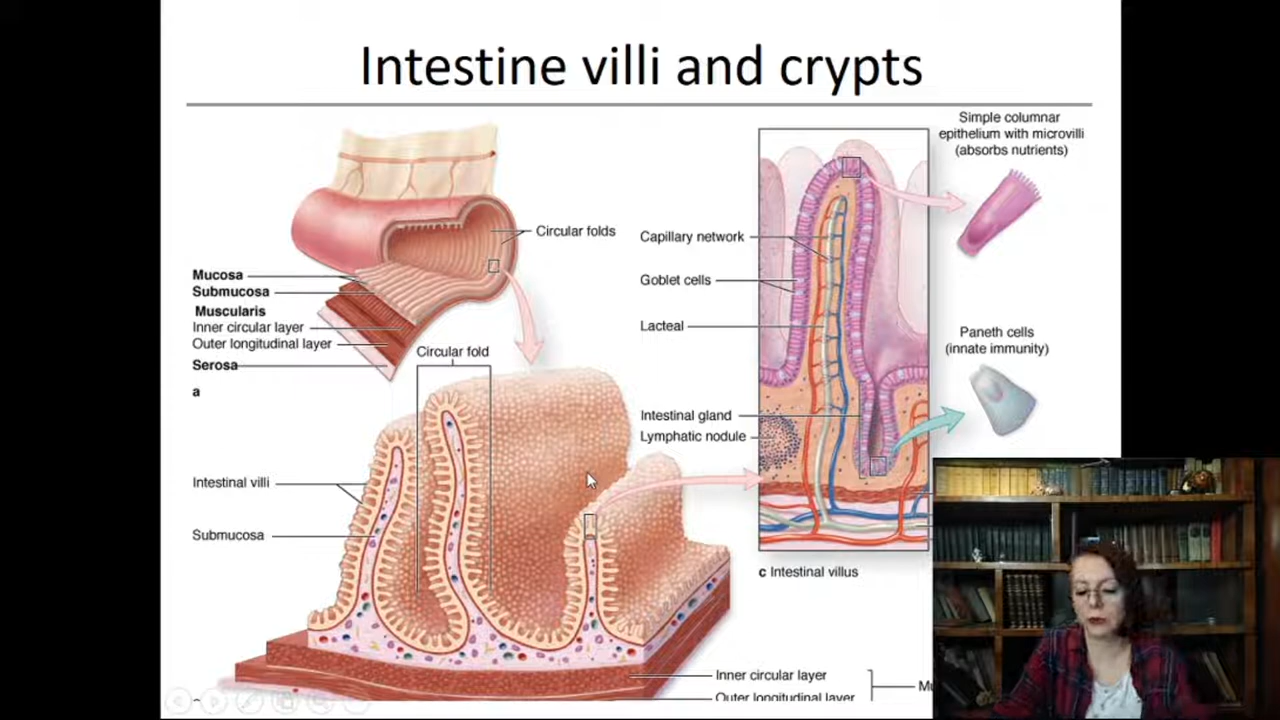 Intestine villi and crypts
Simple columnar
epithelium with microvilli
(absorbs nutrients)
Circular folds
Capillary network
Mucosa
Goblet cells
Submucosa
Muscularis
Inner circular layer
Lacteal
Outer longitudinal layer
Paneth cells
(innate immunity)
Circular fold
Serosa
a
Intestinal gland
Lymphatic nodule
Intestinal villi
Submucosa
c Intestinal villus
Inner circular layer
Outer longitudinal layer